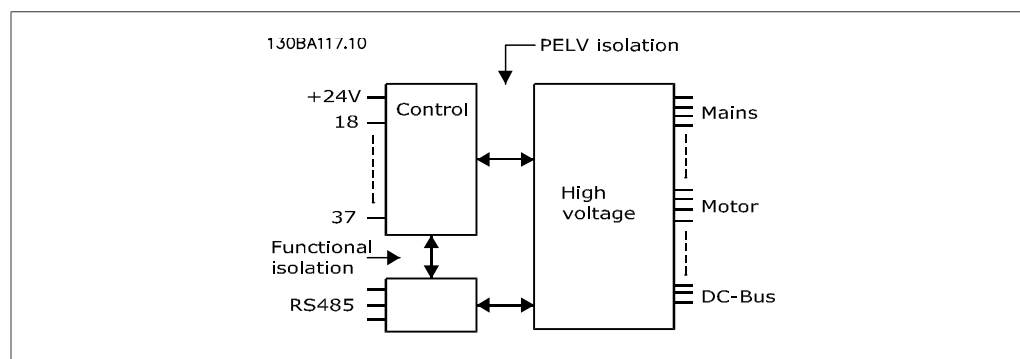 130BA117.10
PELV isolation
+24V
Control
18
Mains
High
voltage
37
Motor
Functional
isolation
RS485
DC-Bus